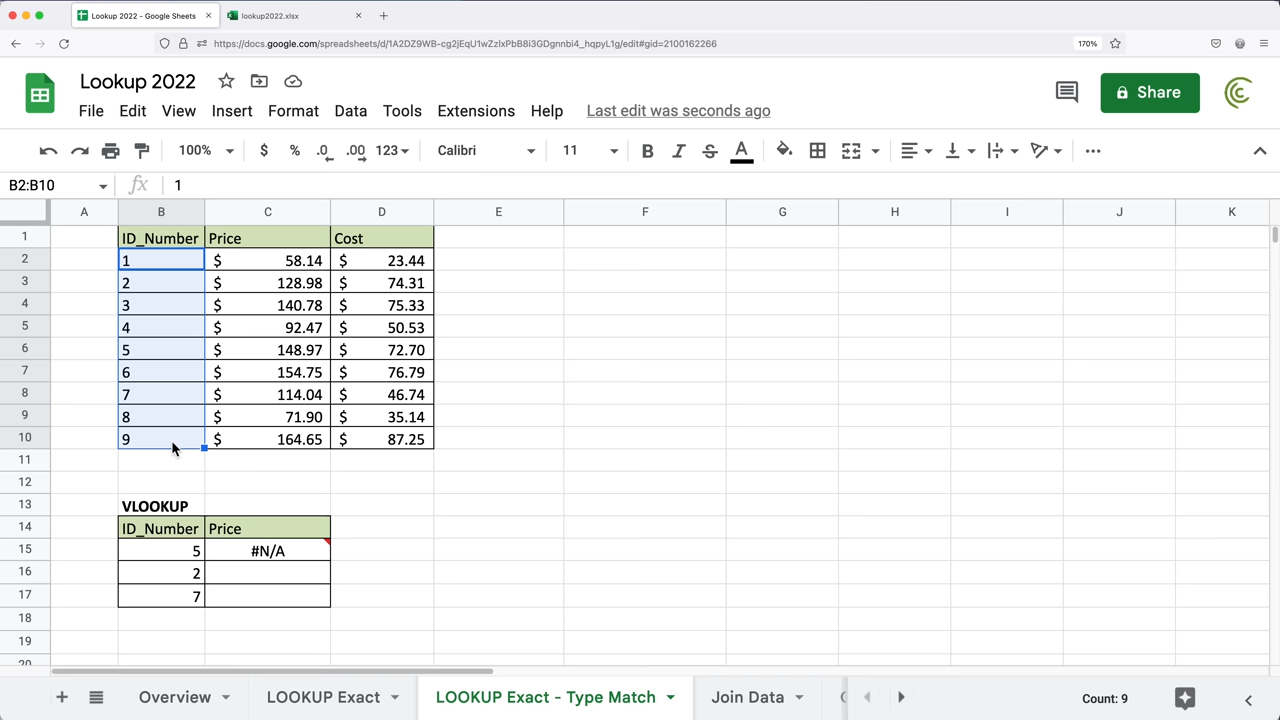 Lookup 2022 - Google Sheets × lookup2022.xlsx × +
https://docs.google.com/spreadsheets/d/1A2DZ9WB-cg2jEqU1wZzlxPbB8i3GDgnnbi4_hqpyL1g/edit#gid=2100162266 170%
Lookup 2022
File Edit View Insert Format Data Tools Extensions Help Last edit was seconds ago
Share
100% $ % .0 .00 123 Calibri 11 B I S A
B2:B10 fx 1
A B C D E F G H I J K
1 ID_Number Price Cost
2 1 $ 58.14 $ 23.44
3 2 $ 128.98 $ 74.31
4 3 $ 140.78 $ 75.33
5 4 $ 92.47 $ 50.53
6 5 $ 148.97 $ 72.70
7 6 $ 154.75 $ 76.79
8 7 $ 114.04 $ 46.74
9 8 $ 71.90 $ 35.14
10 9 $ 164.65 $ 87.25
11
12
13 VLOOKUP
14 ID_Number Price
15 5 #N/A
16 2
17 7
18
19
20
+ Overview LOOKUP Exact LOOKUP Exact - Type Match Join Data Count: 9